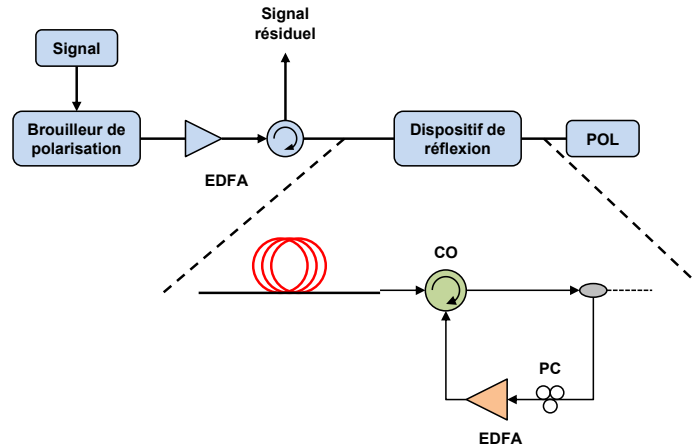 Signal
résiduel
Signal
Brouilleur de
polarisation
EDFA
Dispositif de
réflexion
POL
CO
PC
EDFA